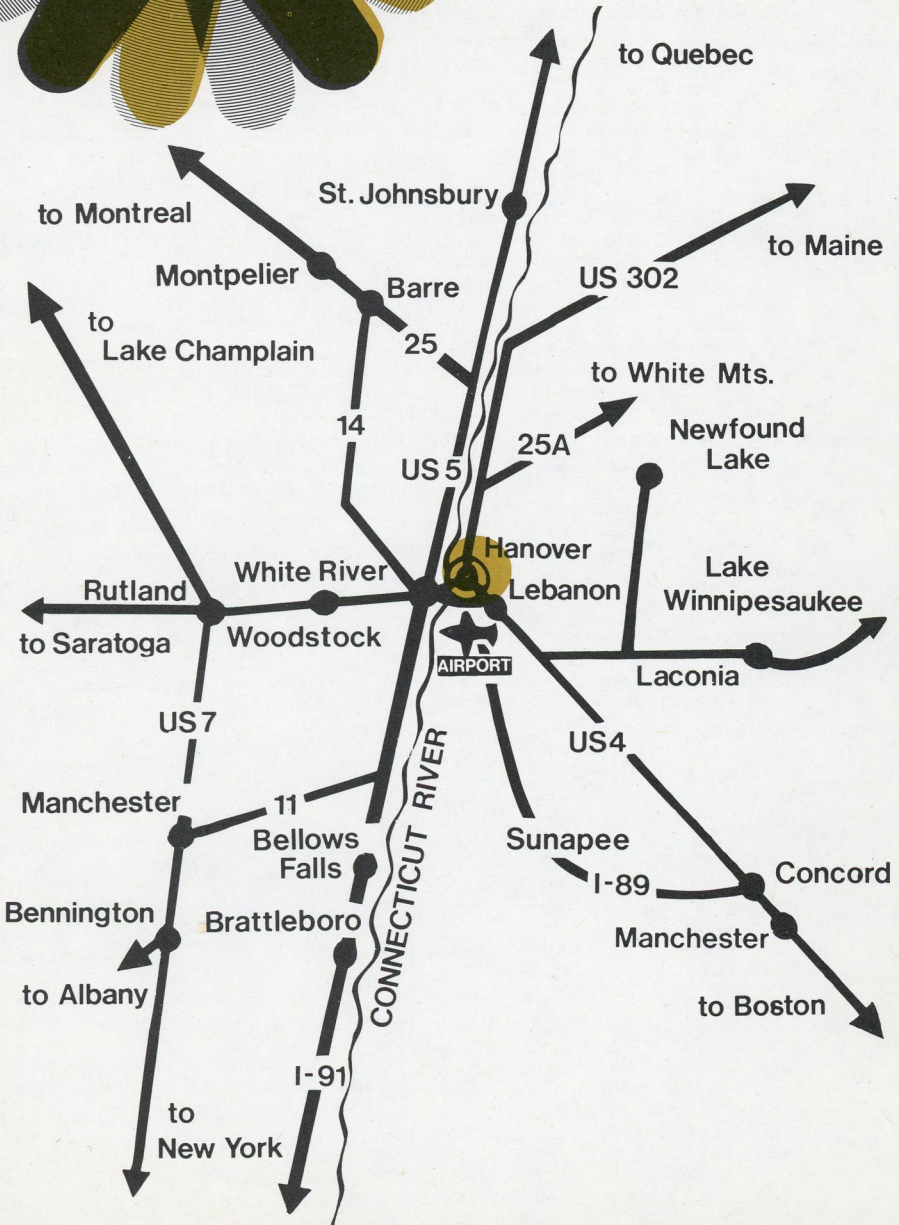 to Quebec
St. Johnsbury
to Montreal
to Maine
Montpelier
US 302
Barre
to
Lake Champlain
25
to White Mts.
14
25A
Newfound
Lake
US 5
Hanover
White River
Lake
Rutland
Lebanon
Winnipesaukee
to Saratoga
Woodstock
AIRPORT
Laconia
US 7
US 4
CONNECTICUT RIVER
Manchester
11
Bellows
Falls
Sunapee
I-89
Concord
Bennington
Brattleboro
Manchester
to Albany
to Boston
I-91
to
New York